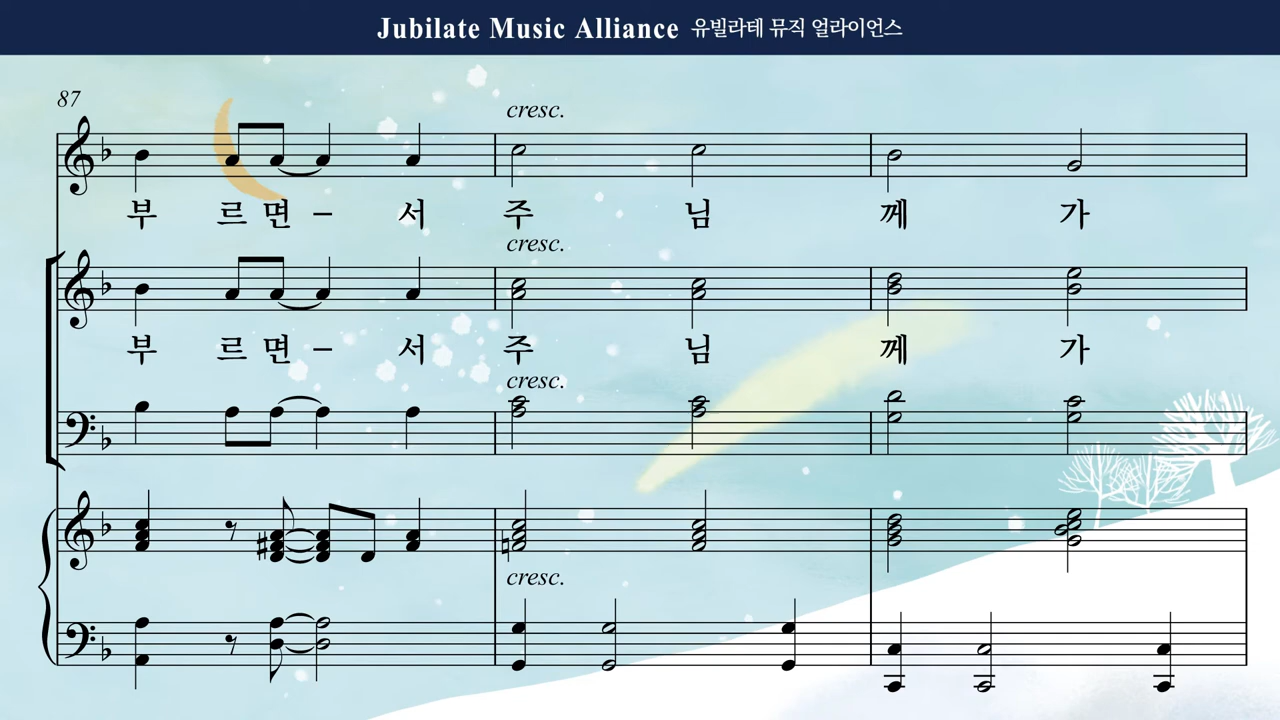 Jubilate Music Alliance 유빌라테 뮤직 얼라이언스
87
cresc.
부 르 면 – 서 주 님 께 가
cresc.
부 르 면 – 서 주 님 께 가
cresc.
cresc.